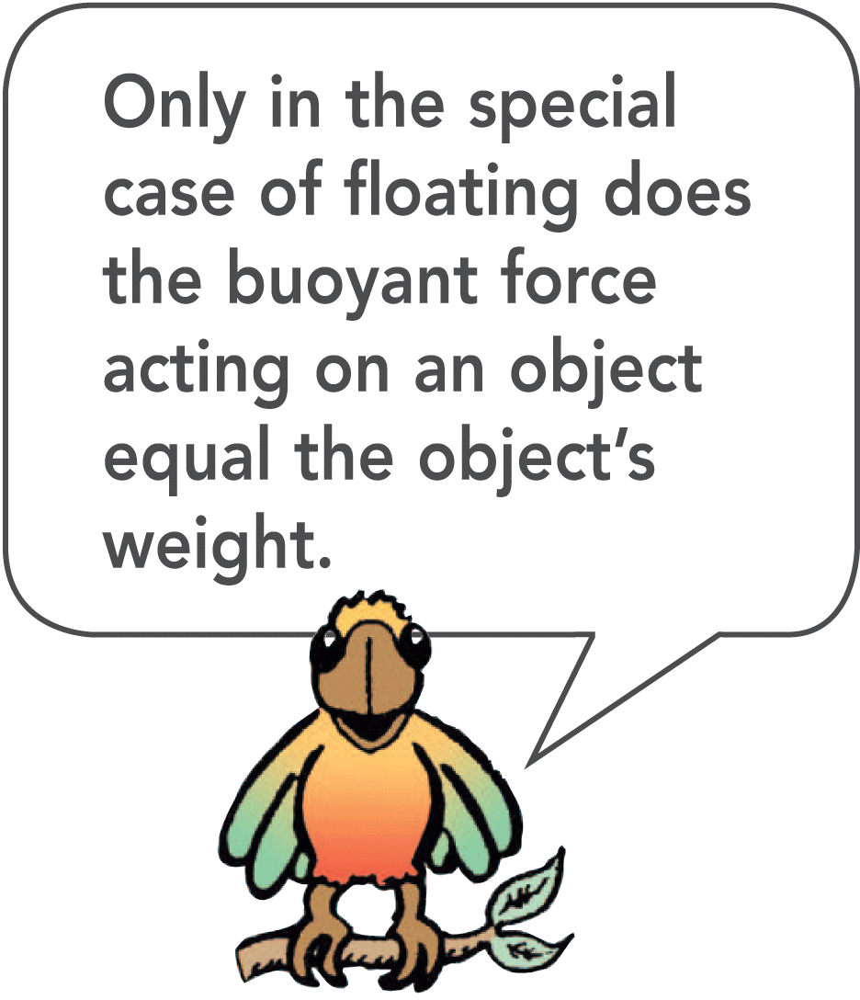 Only in the special
case of floating does
the buoyant force
acting on an object
equal the object’s
weight.